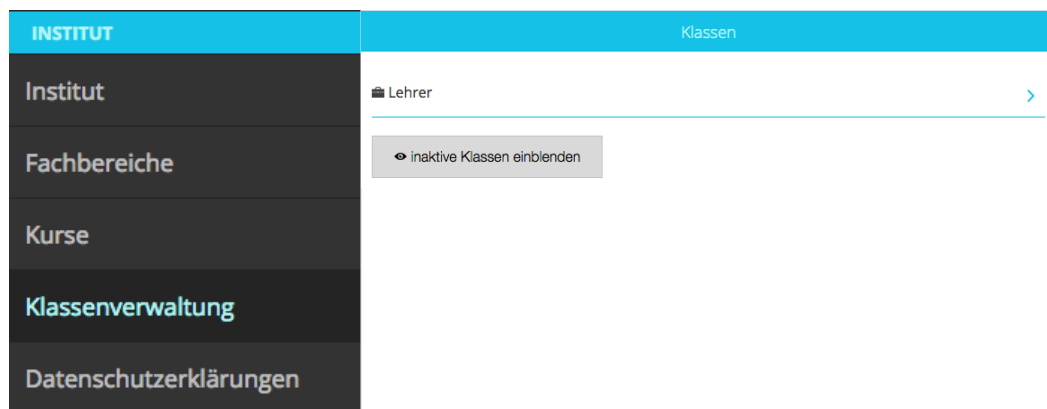 INSTITUT
Institut
Fachbereiche
Kurse
Klassenverwaltung
Datenschutzerklärungen
Klassen
Lehrer
inaktive Klassen einblenden